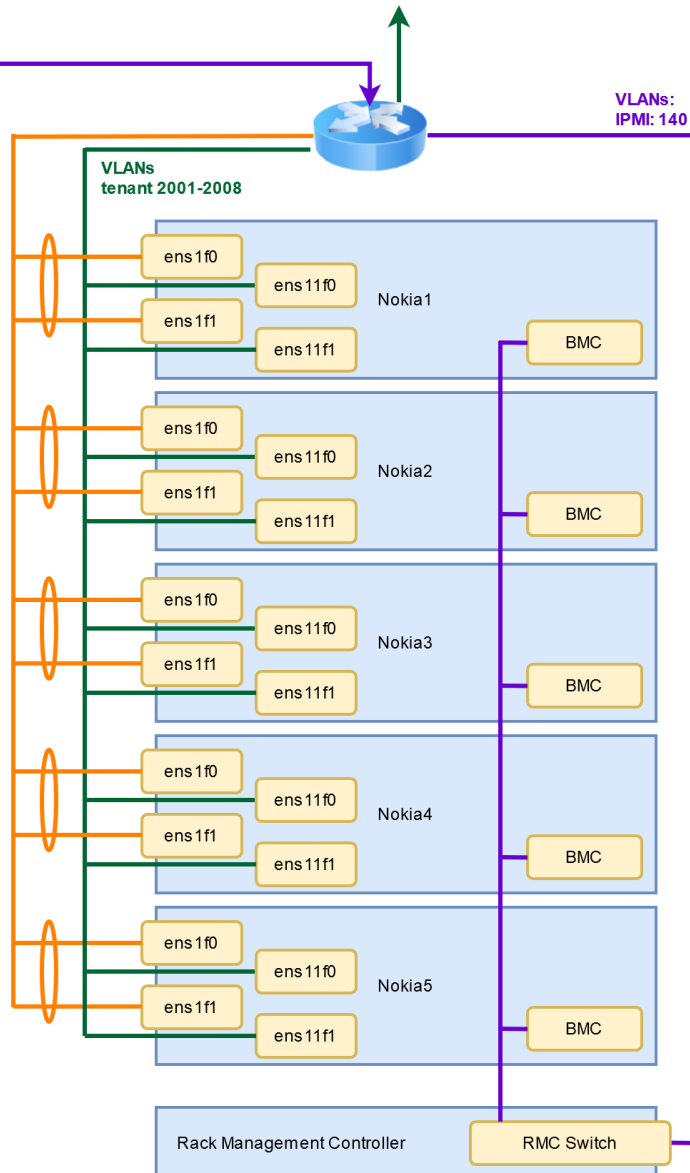 VLANs:
IPMI: 140
VLANs
tenant 2001-2008
ens1f0
ens11f0
Nokia1
ens1f1
BMC
ens11f1
ens1f0
ens11f0
Nokia2
ens1f1
BMC
ens11f1
ens1f0
ens11f0
Nokia3
ens1f1
BMC
ens11f1
ens1f0
ens11f0
Nokia4
ens1f1
BMC
ens11f1
ens1f0
ens11f0
Nokia5
ens1f1
BMC
ens11f1
Rack Management Controller
RMC Switch